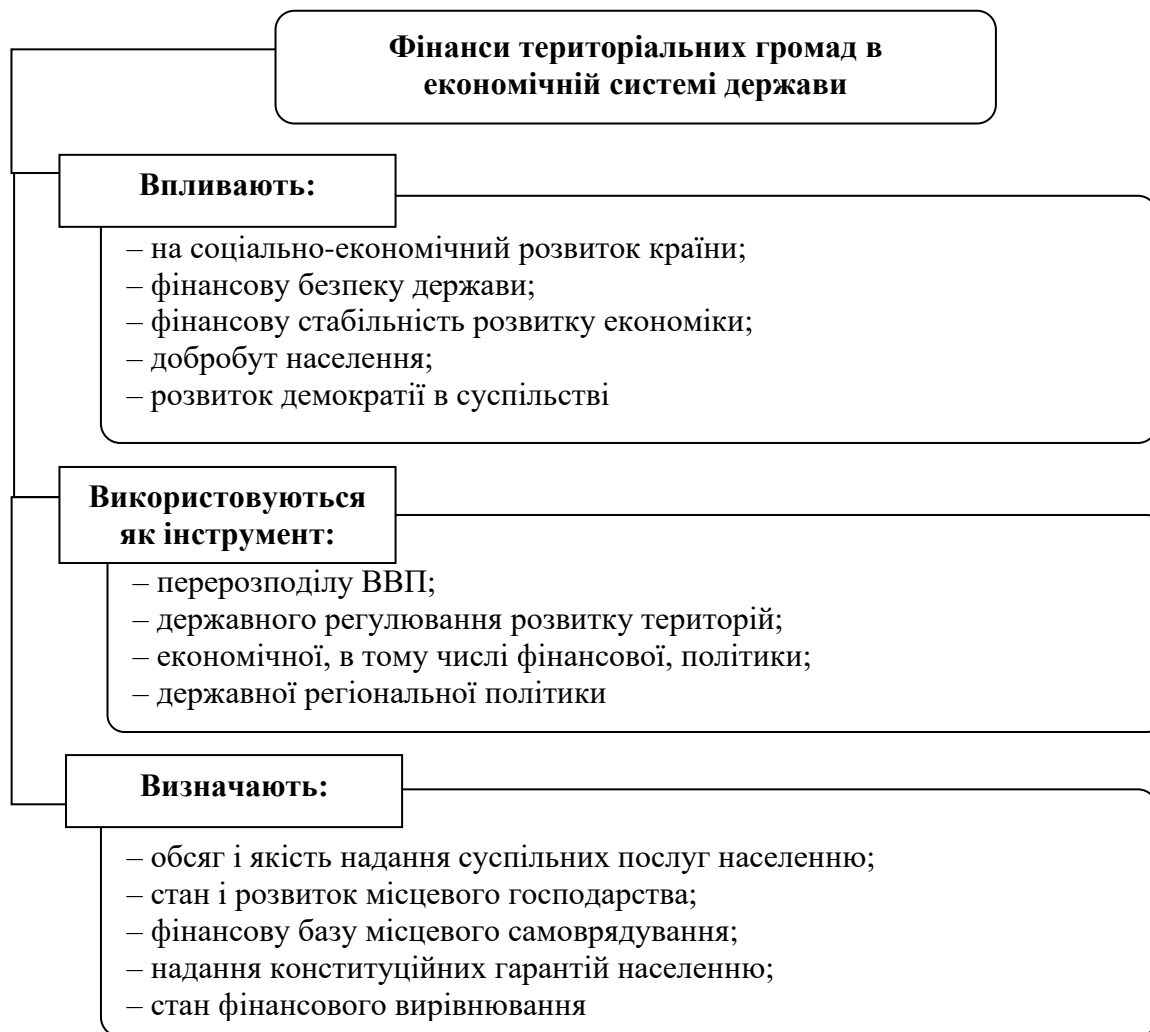 Фінанси територіальних громад в
економічній системі держави
Впливають:
– на соціально-економічний розвиток країни;
– фінансову безпеку держави;
– фінансову стабільність розвитку економіки;
– добробут населення;
– розвиток демократії в суспільстві
Використовуються
як інструмент:
– перерозподілу ВВП;
– державного регулювання розвитку територій;
– економічної, в тому числі фінансової, політики;
– державної регіональної політики
Визначають:
– обсяг і якість надання суспільних послуг населенню;
– стан і розвиток місцевого господарства;
– фінансову базу місцевого самоврядування;
– надання конституційних гарантій населенню;
– стан фінансового вирівнювання